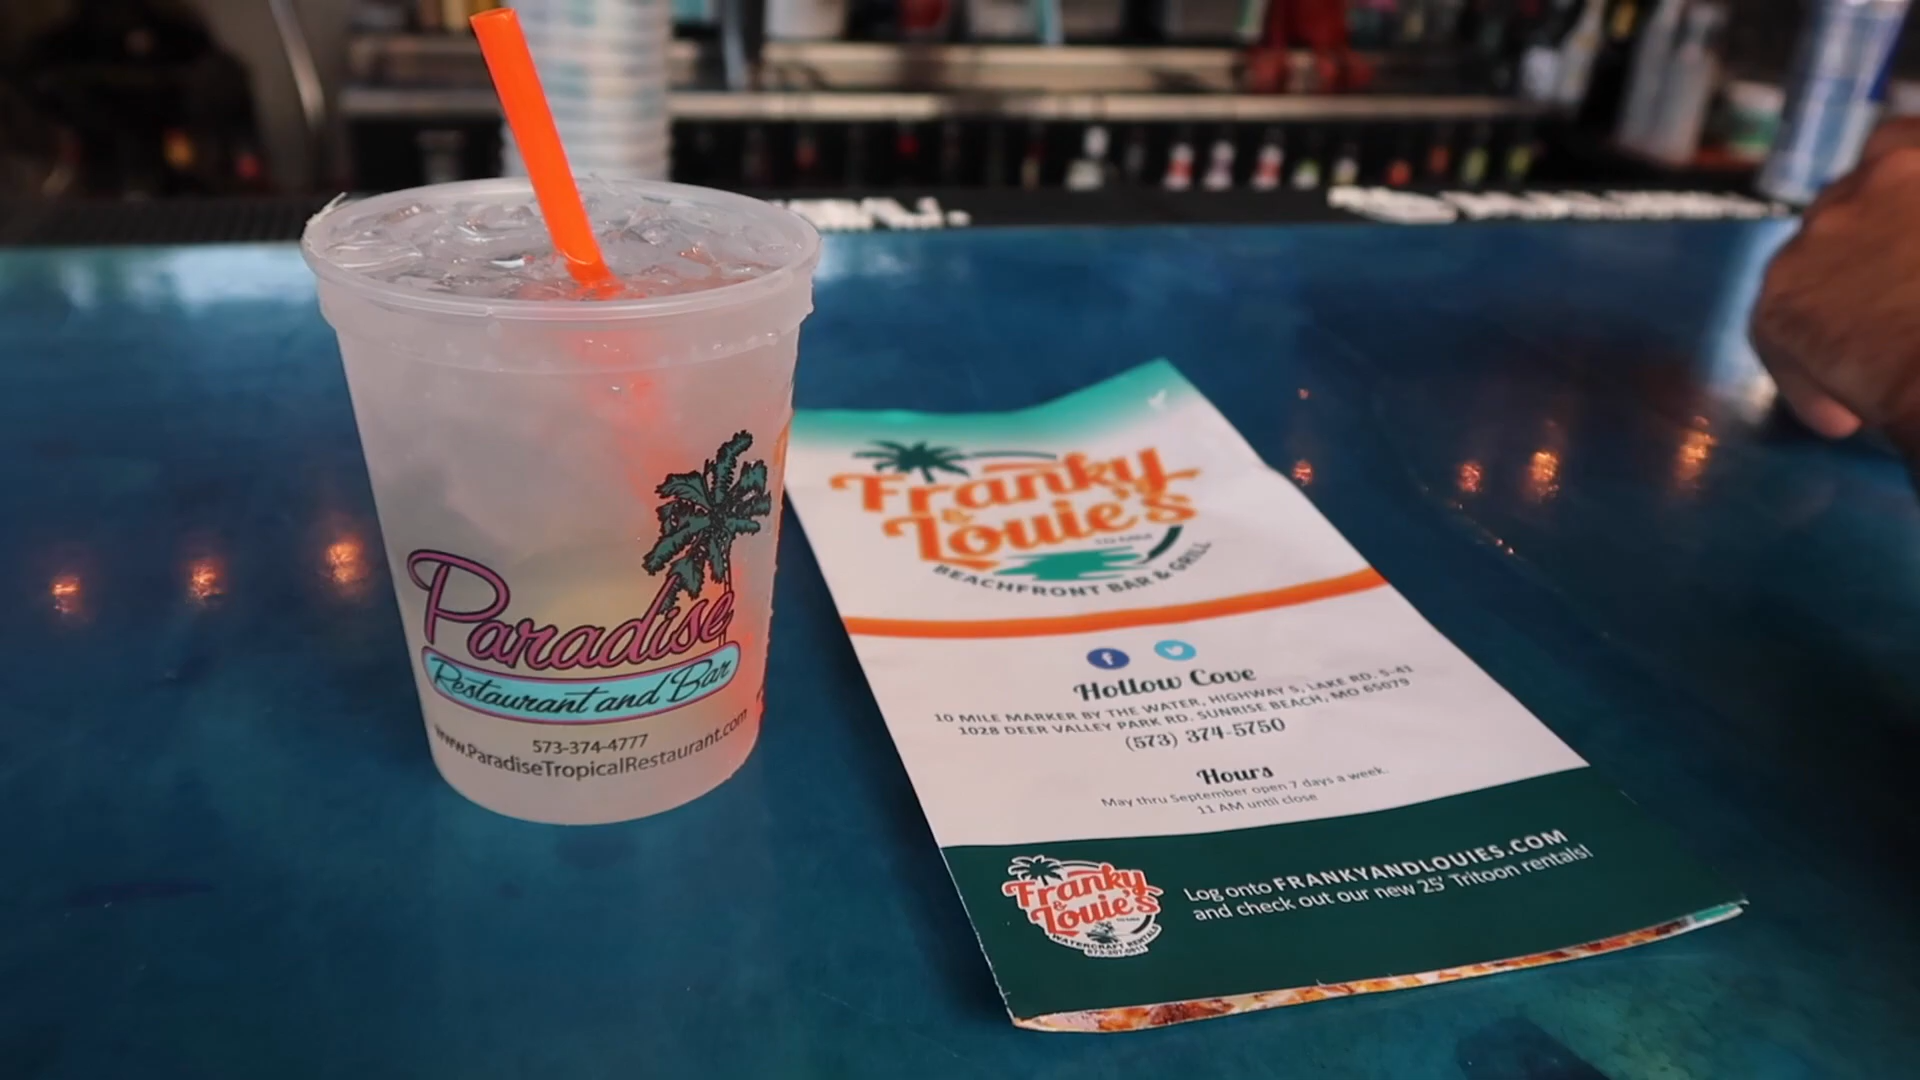 Paradise
Restaurant and Bar
573-374-4777
www.ParadiseTropicalRestaurant.com
Franky
& Louie's
BEACHFRONT BAR & GRILL
Hollow Cove
10 MILE MARKER BY THE WATER, HIGHWAY S, LAKE RD. S-41
1028 DEER VALLEY PARK RD. SUNRISE BEACH, MO 65079
(573) 374-5750
Hours
May thru September open 7 days a week.
11 AM until close
Franky
& Louie's
WATERCRAFT RENTALS
Log onto FRANKYANDLOUIES.COM
and check out our new 25' Tritoon rentals!